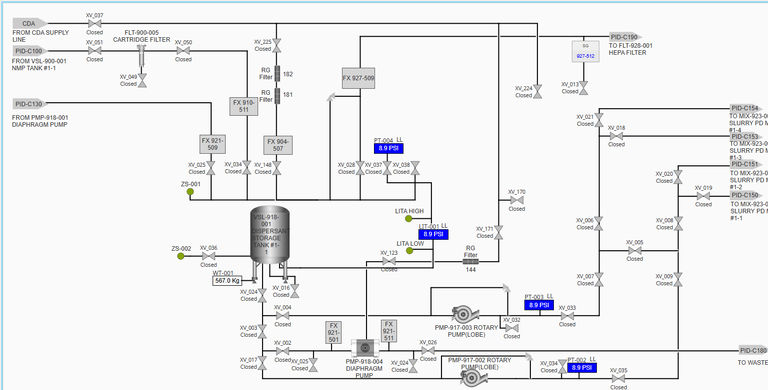 CDA
FROM CDA SUPPLY
LINE
XV_037
Closed
PID-C100
FROM VSL-900-001
NMP TANK #1-1
XV_051
Closed
FLT-900-005
CARTRIDGE FILTER
XV_049
Closed
XV_050
Closed
PID-C130
FROM PMP-918-001
DIAPHRAGM PUMP
XV_225
Closed
RG
Filter
182
RG
Filter
181
FX 910-
511
FX 927-509
FX 921-
509
FX 904-
507
PT-004
LL
8.9 PSI
XV_025
Closed
XV_034
Closed
XV_148
Closed
XV_028
Closed
XV_037
Closed
XV_038
Closed
XV_224
Closed
SG
927-512
XV_013
Closed
PID-C190
TO FLT-928-001
HEPA FILTER
PID-C154
TO MIX-923-0
SLURRY PD M
#1-4
PID-C153
TO MIX-923-0
SLURRY PD M
#1-3
PID-C151
TO MIX-923-0
SLURRY PD M
#1-2
PID-C150
TO MIX-923-0
SLURRY PD M
#1-1
XV_021
Closed
XV_018
Closed
XV_020
Closed
XV_019
Closed
ZS-001
ZS-002
XV_036
Closed
VSL-918-
001
DISPERSANT
STORAGE
TANK #1-
1
WT-001
567.0 Kg
XV_016
Closed
LITA HIGH
LIT-001
LL
8.9 PSI
LITA LOW
XV_123
Closed
RG
Filter
144
XV_170
Closed
XV_171
Closed
XV_006
Closed
XV_008
Closed
XV_005
Closed
XV_007
Closed
XV_009
Closed
XV_024
Closed
XV_004
Closed
XV_003
Closed
XV_002
Closed
XV_017
Closed
XV_025
Closed
FX
921-
501
FX
921-
511
PMP-918-004
DIAPHRAGM
PUMP
XV_024
Closed
XV_026
Closed
PMP-917-003 ROTARY
PUMP(LOBE)
XV_032
Closed
PT-003
LL
8.9 PSI
XV_033
Closed
PMP-917-002 ROTARY
PUMP(LOBE)
XV_034
Closed
PT-002
LL
8.9 PSI
XV_035
Closed
PID-C180
TO WASTE